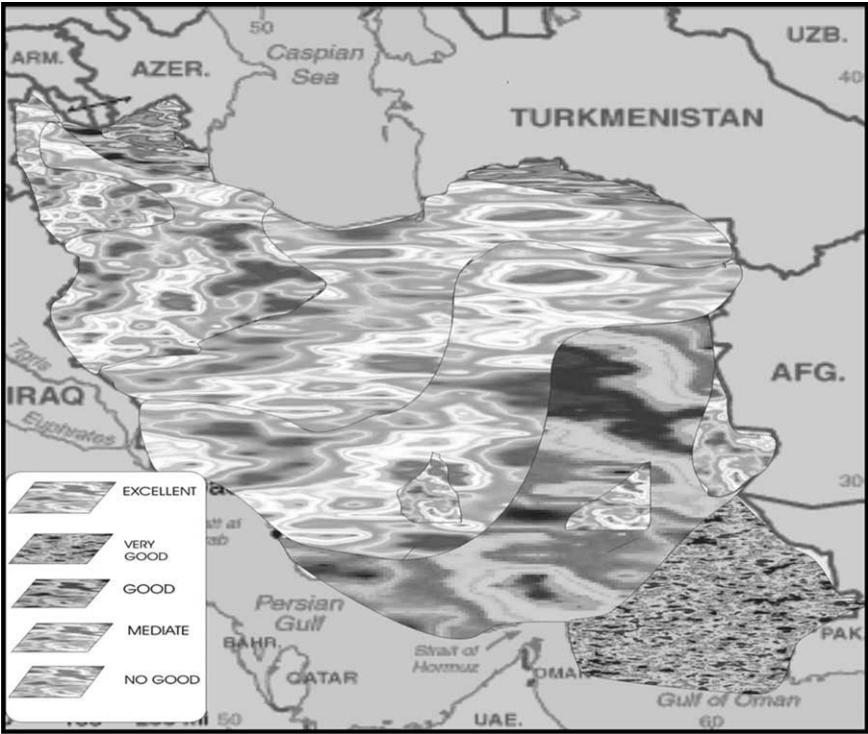 50
UZB.
ARM.
AZER.
Caspian
Sea
40
TURKMENISTAN
Tigris
IRAQ
AFG.
Euphrates
30
EXCELLENT
VERY
GOOD
GOOD
MEDIATE
NO GOOD
Persian
Gulf
BAHR.
QATAR
Strait of
Hormuz
OMAN
PAK
Gulf of Oman
50
UAE.
60